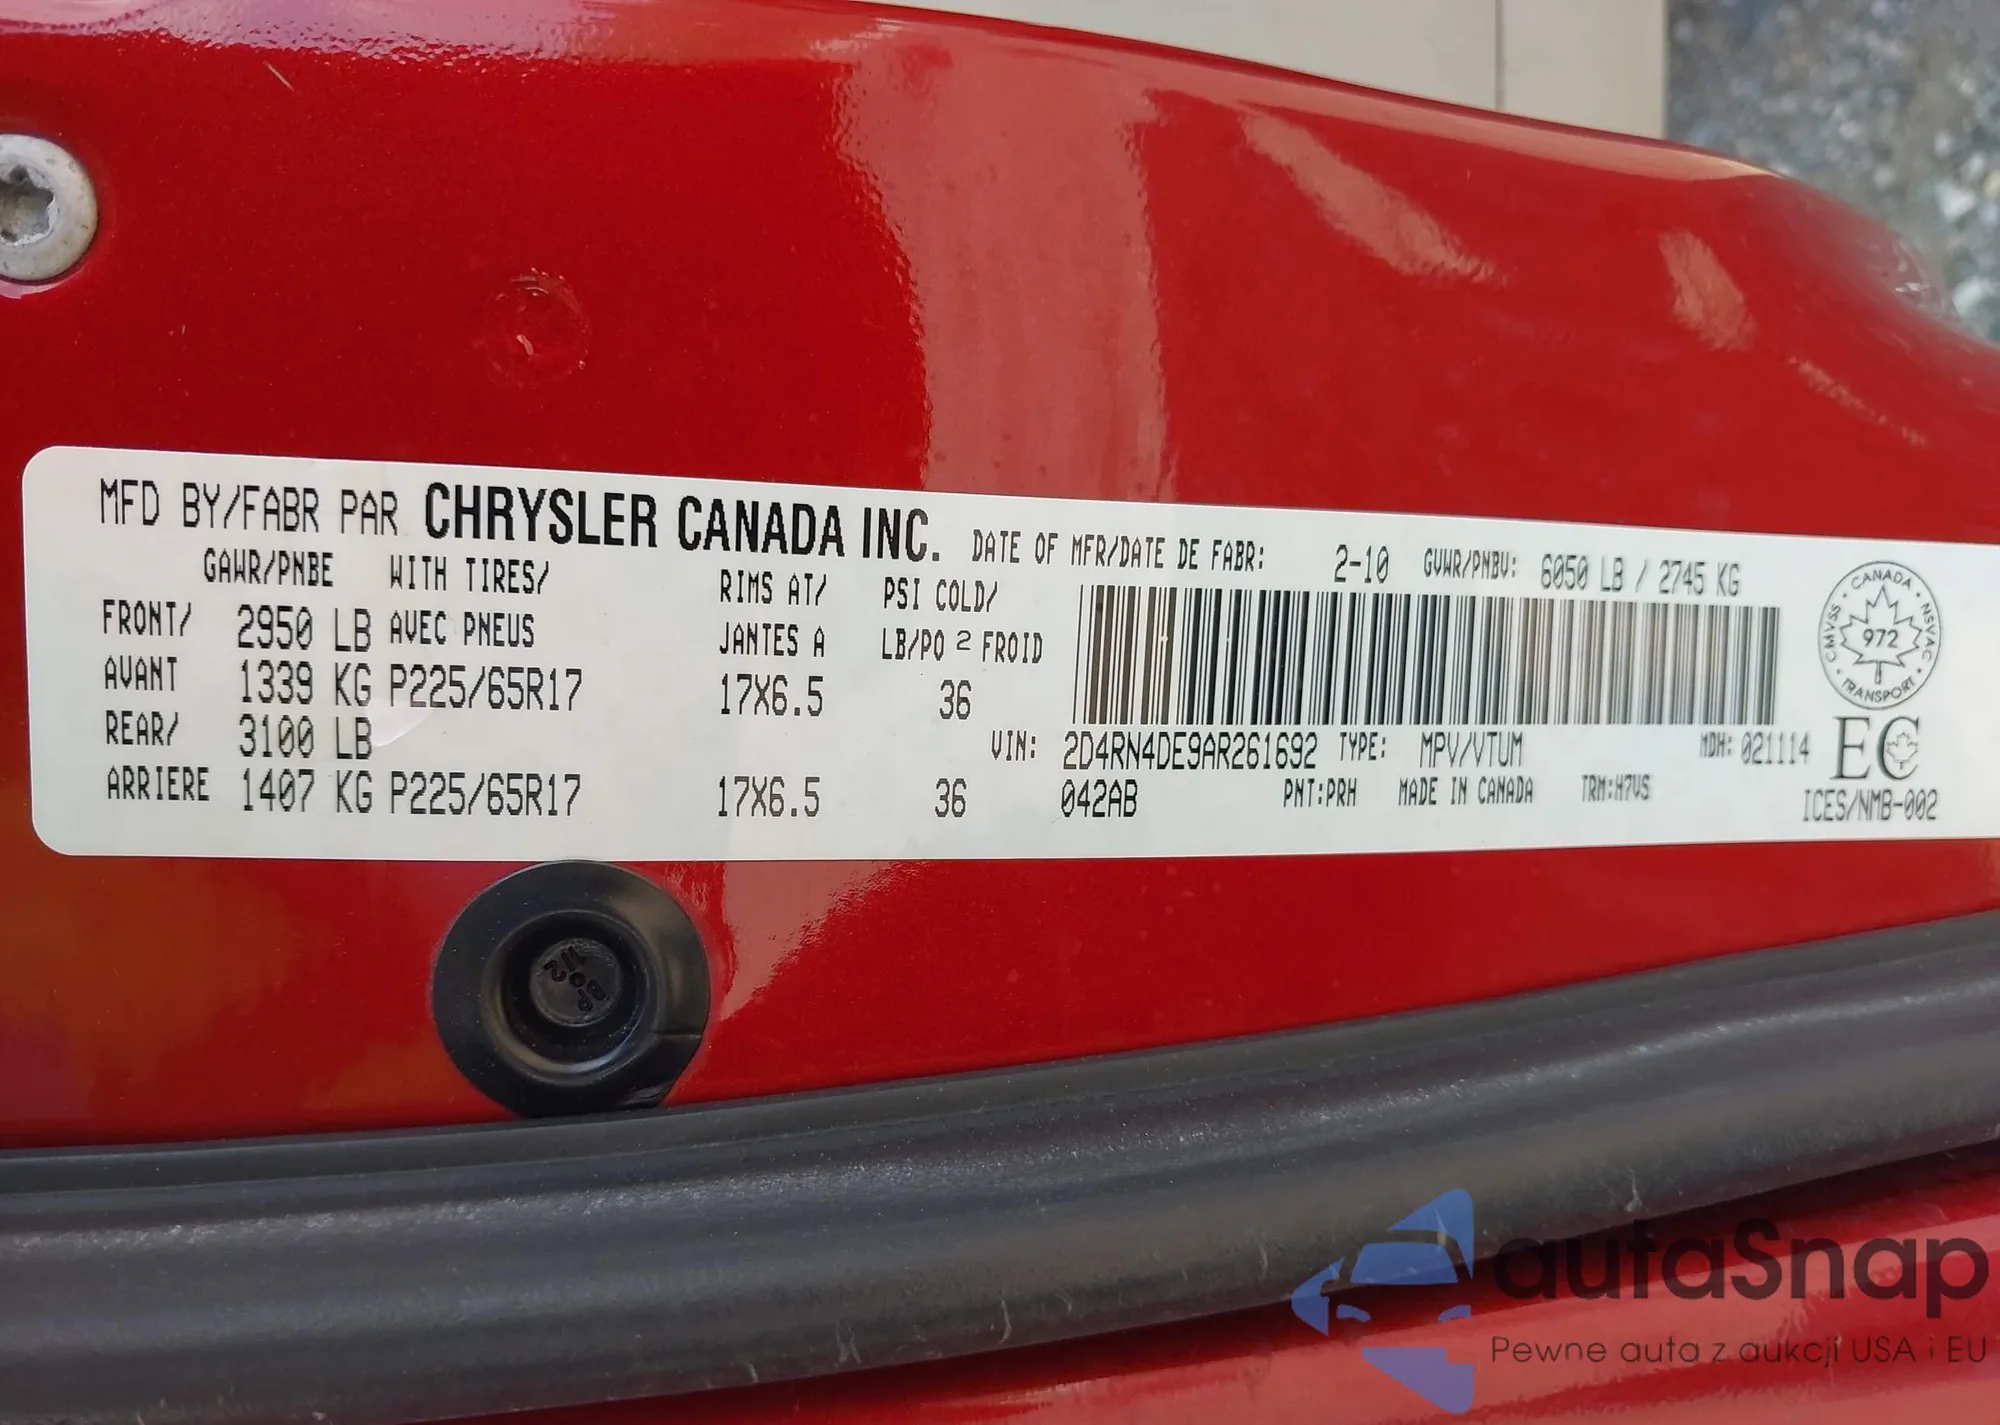 MFD BY/FABR PAR CHRYSLER CANADA INC. DATE OF MFR/DATE DE FABR: 2-10 GVWR/PNBV: 6050 LB / 2745 KG
GAWR/PNBE WITH TIRES/ RIMS AT/ PSI COLD/
FRONT/ 2950 LB AVEC PNEUS JANTES A LB/PO 2 FROID
AVANT 1339 KG P225/65R17 17X6.5 36
REAR/ 3100 LB
VIN: 2D4RN4DE9AR261692 TYPE: MPV/VTUM MDH: 021114
ARRIERE 1407 KG P225/65R17 17X6.5 36 042AB PNT:PRH MADE IN CANADA TRM:H7VS
CANADA
CMVSS 972 NSVAC
TRANSPORT
EC
ICES/NMB-002
autaSnap
Pewne auta z aukcji USA i EU